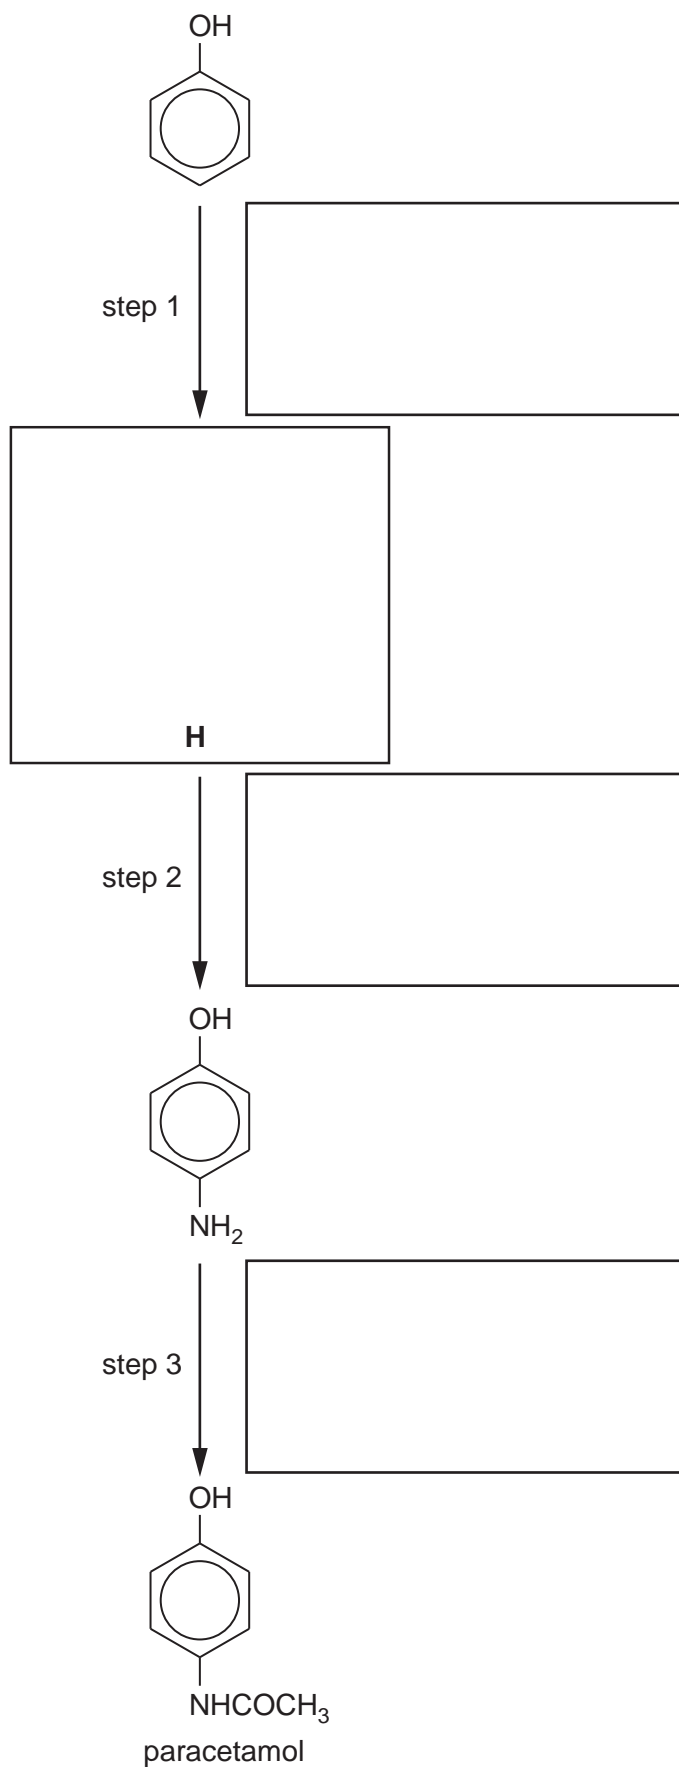 OH
step 1
H
step 2
OH
NH2
step 3
OH
NHCOCH3
paracetamol